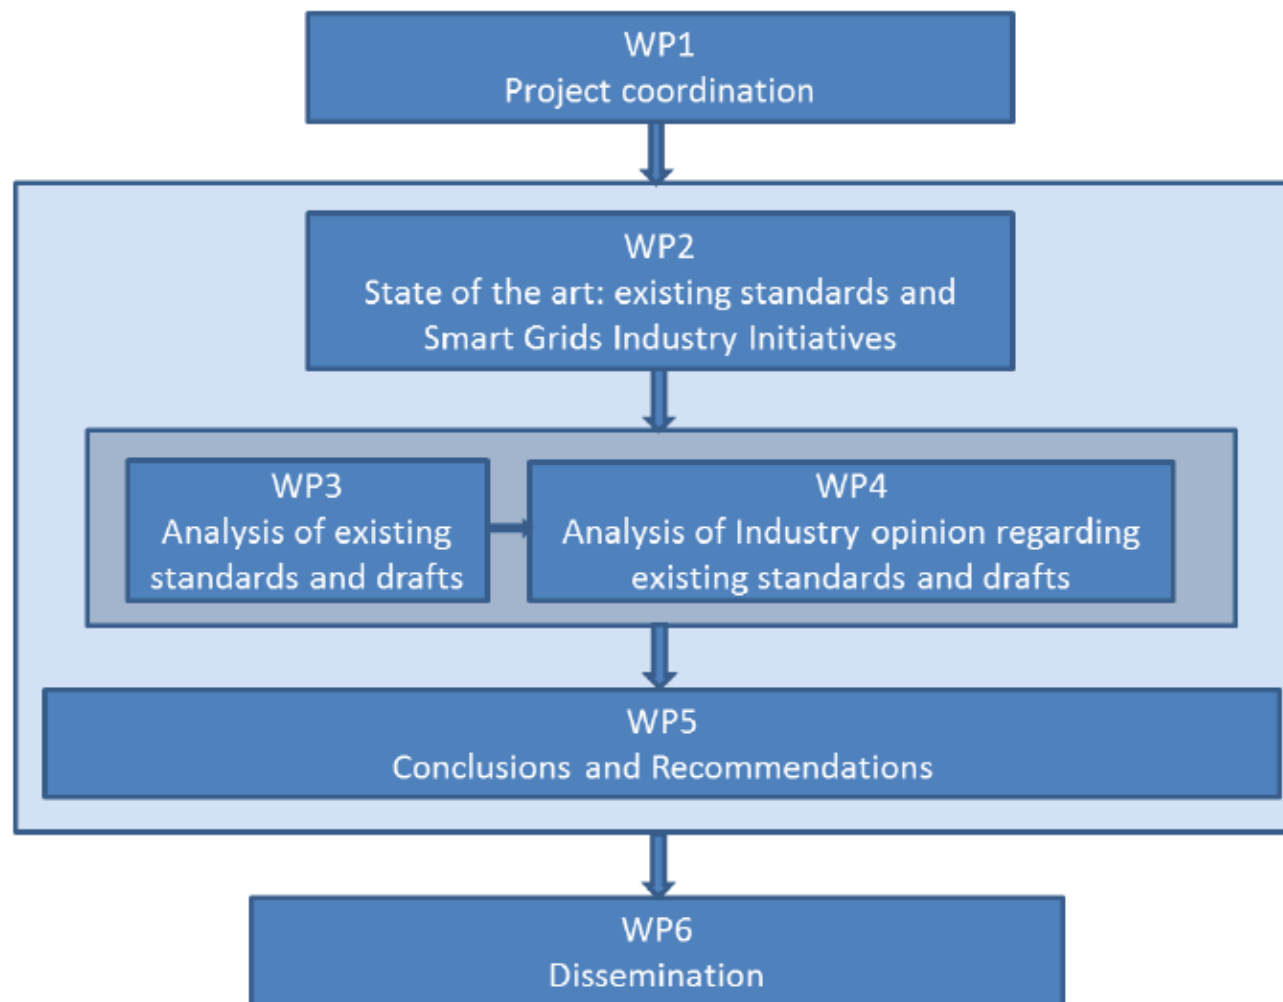 WP1
Project coordination
WP2
State of the art: existing standards and
Smart Grids Industry Initiatives
WP3
Analysis of existing
standards and drafts
WP4
Analysis of Industry opinion regarding
existing standards and drafts
WP5
Conclusions and Recommendations
WP6
Dissemination